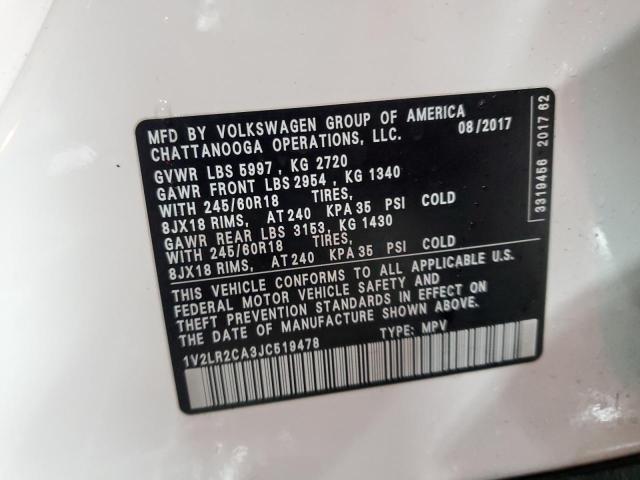 MFD BY VOLKSWAGEN GROUP OF AMERICA
CHATTANOOGA OPERATIONS, LLC. 08/2017
GVWR LBS 5997 , KG 2720
GAWR FRONT LBS 2954 , KG 1340
WITH 245/60R18 TIRES,
8JX18 RIMS, AT 240 KPA 35 PSI COLD
GAWR REAR LBS 3153, KG 1430
WITH 245/60R18 TIRES,
8JX18 RIMS, AT 240 KPA 35 PSI COLD
THIS VEHICLE CONFORMS TO ALL APPLICABLE U.S.
FEDERAL MOTOR VEHICLE SAFETY AND
THEFT PREVENTION STANDARDS IN EFFECT ON
THE DATE OF MANUFACTURE SHOWN ABOVE.
1V2LR2CA3JC519478 TYPE: MPV
3319456 2017 62